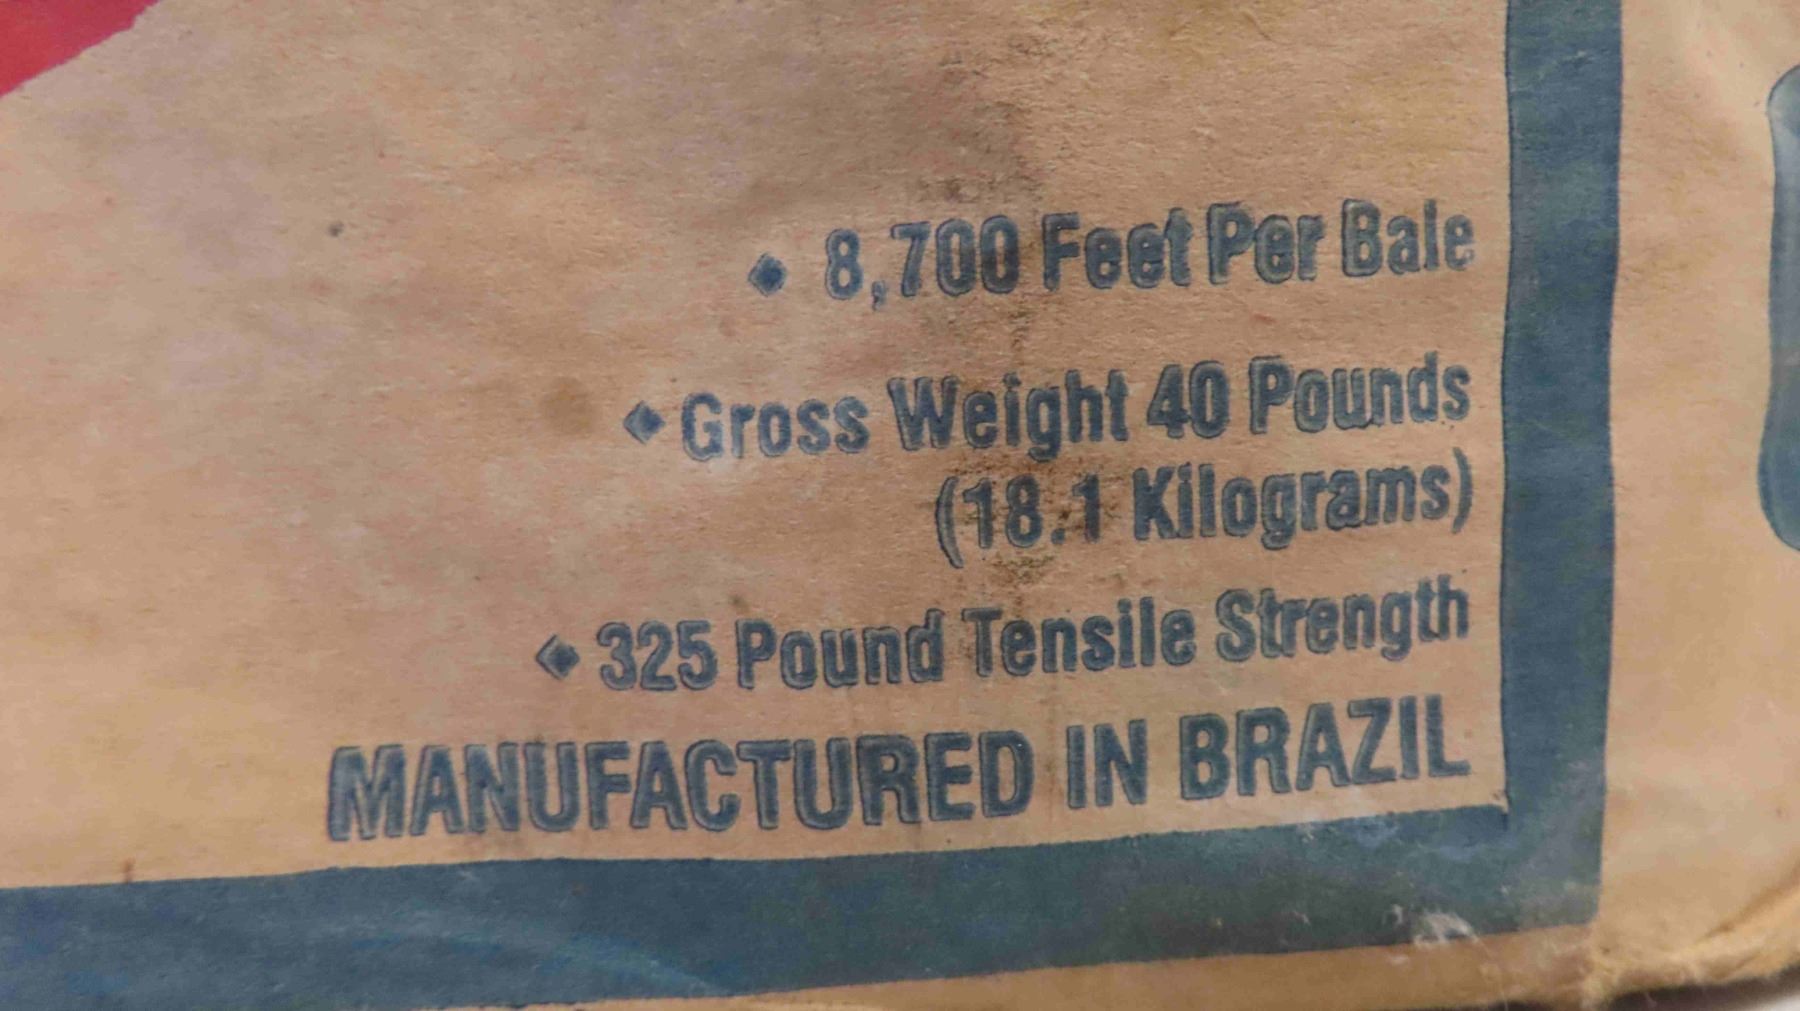 ◆ 8,700 Feet Per Bale
◆ Gross Weight 40 Pounds
(18.1 Kilograms)
◆ 325 Pound Tensile Strength
MANUFACTURED IN BRAZIL